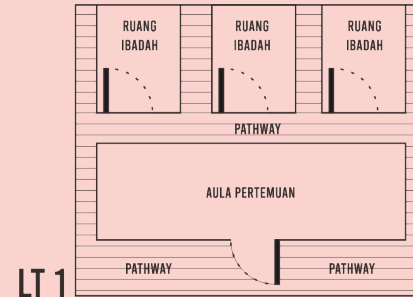 RUANG
IBADAH
RUANG
IBADAH
RUANG
IBADAH
PATHWAY
AULA PERTEMUAN
PATHWAY
PATHWAY
LT 1